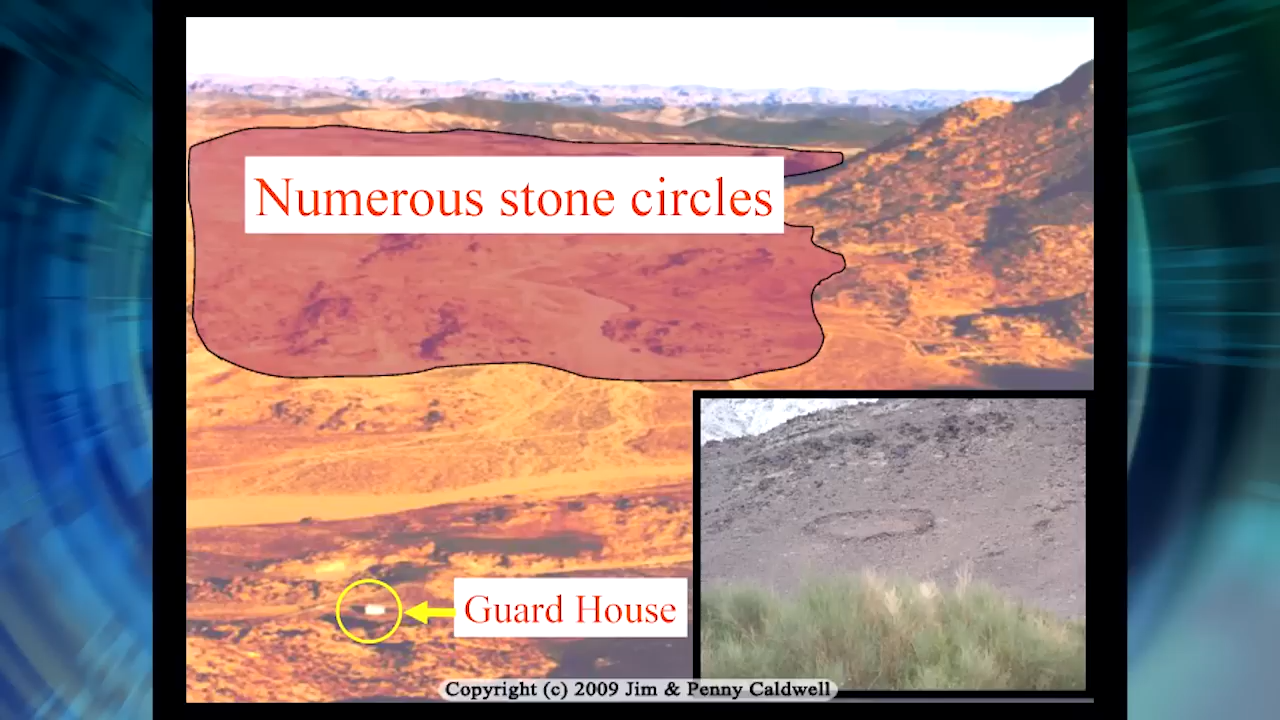 Numerous stone circles
Guard House
Copyright (c) 2009 Jim & Penny Caldwell